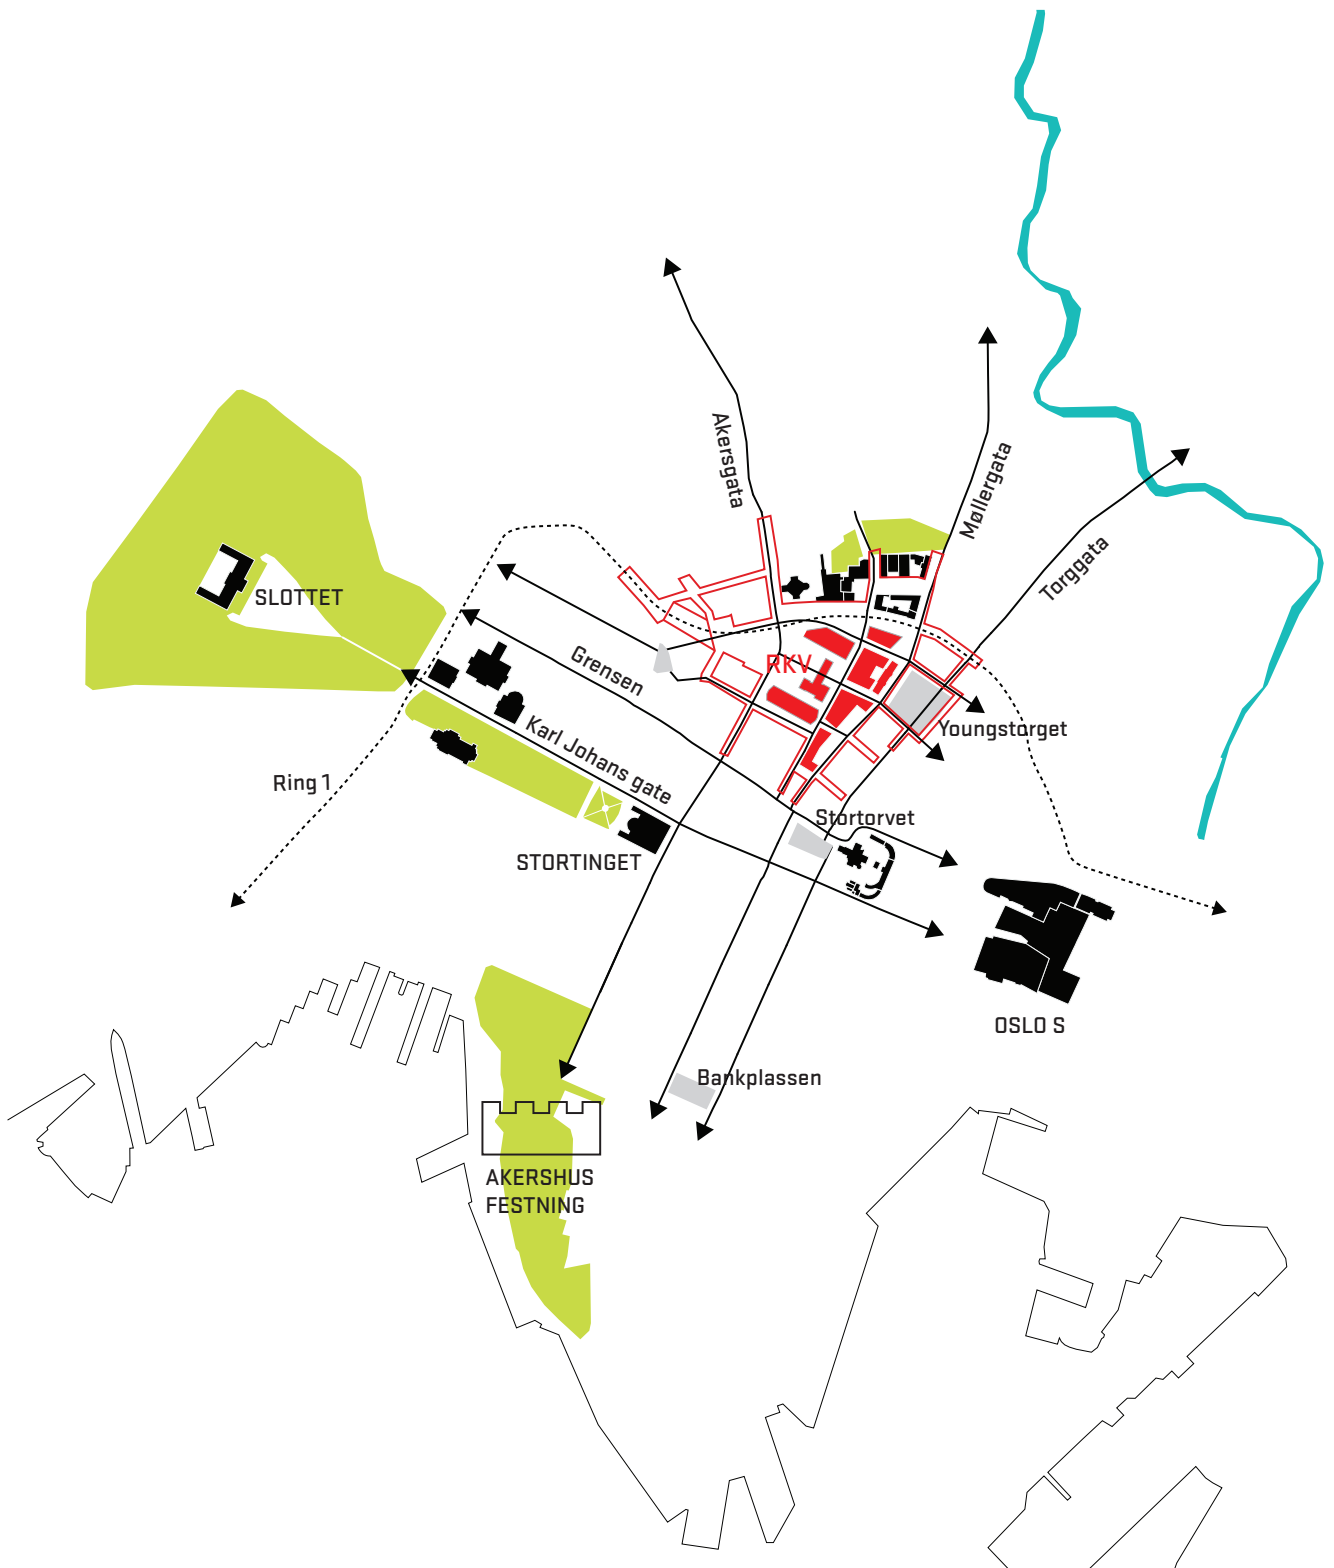 Akersgata
Møllergata
Torggata
SLOTTET
Grensen
RKV
Karl Johans gate
Youngstorget
Ring 1
Stortorvet
STORTINGET
OSLO S
Bankplassen
AKERSHUS
FESTNING